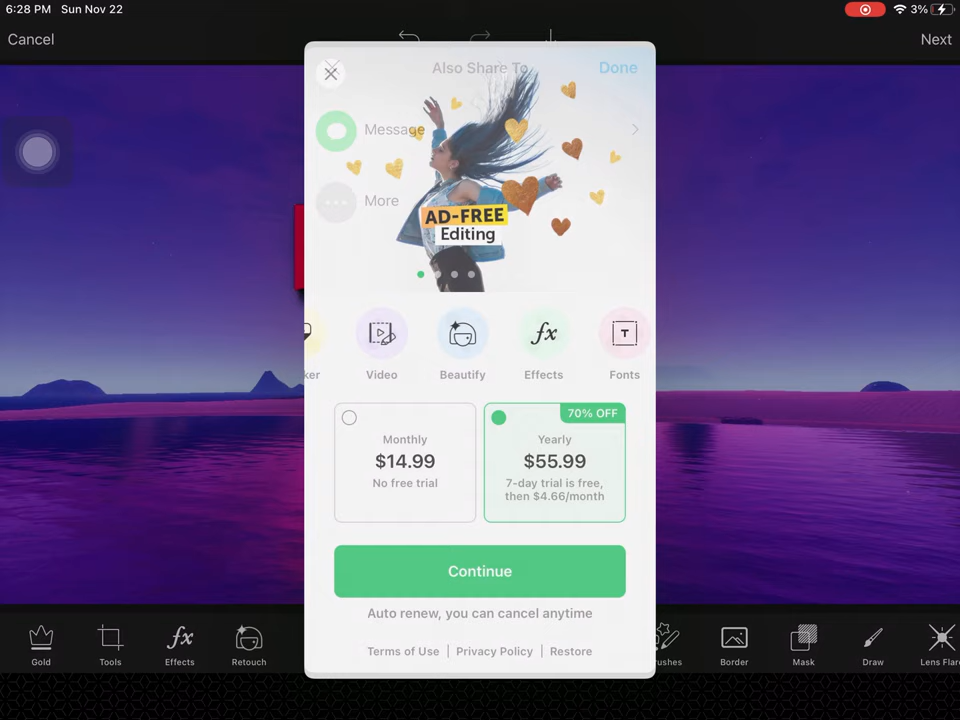 6:28 PM Sun Nov 22
3%
Cancel
Next
Also Share To
Done
Message
More
AD-FREE
Editing
ker
Video
Beautify
Effects
Fonts
70% OFF
Monthly
$14.99
No free trial
Yearly
$55.99
7-day trial is free,
then $4.66/month
Continue
Auto renew, you can cancel anytime
Terms of Use | Privacy Policy | Restore
Gold
Tools
Effects
Retouch
rushes
Border
Mask
Draw
Lens Flar